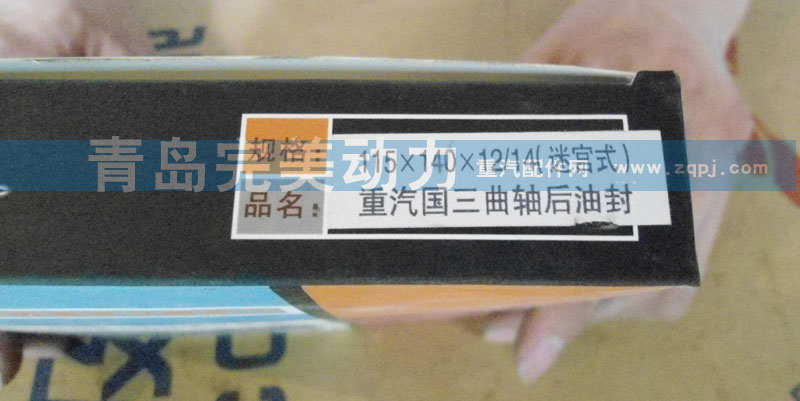 规格: 115×140×12/14(迷宫式)
品名: 重汽国三曲轴后油封
青岛完美动力
重汽配件网 www.zqpj.com